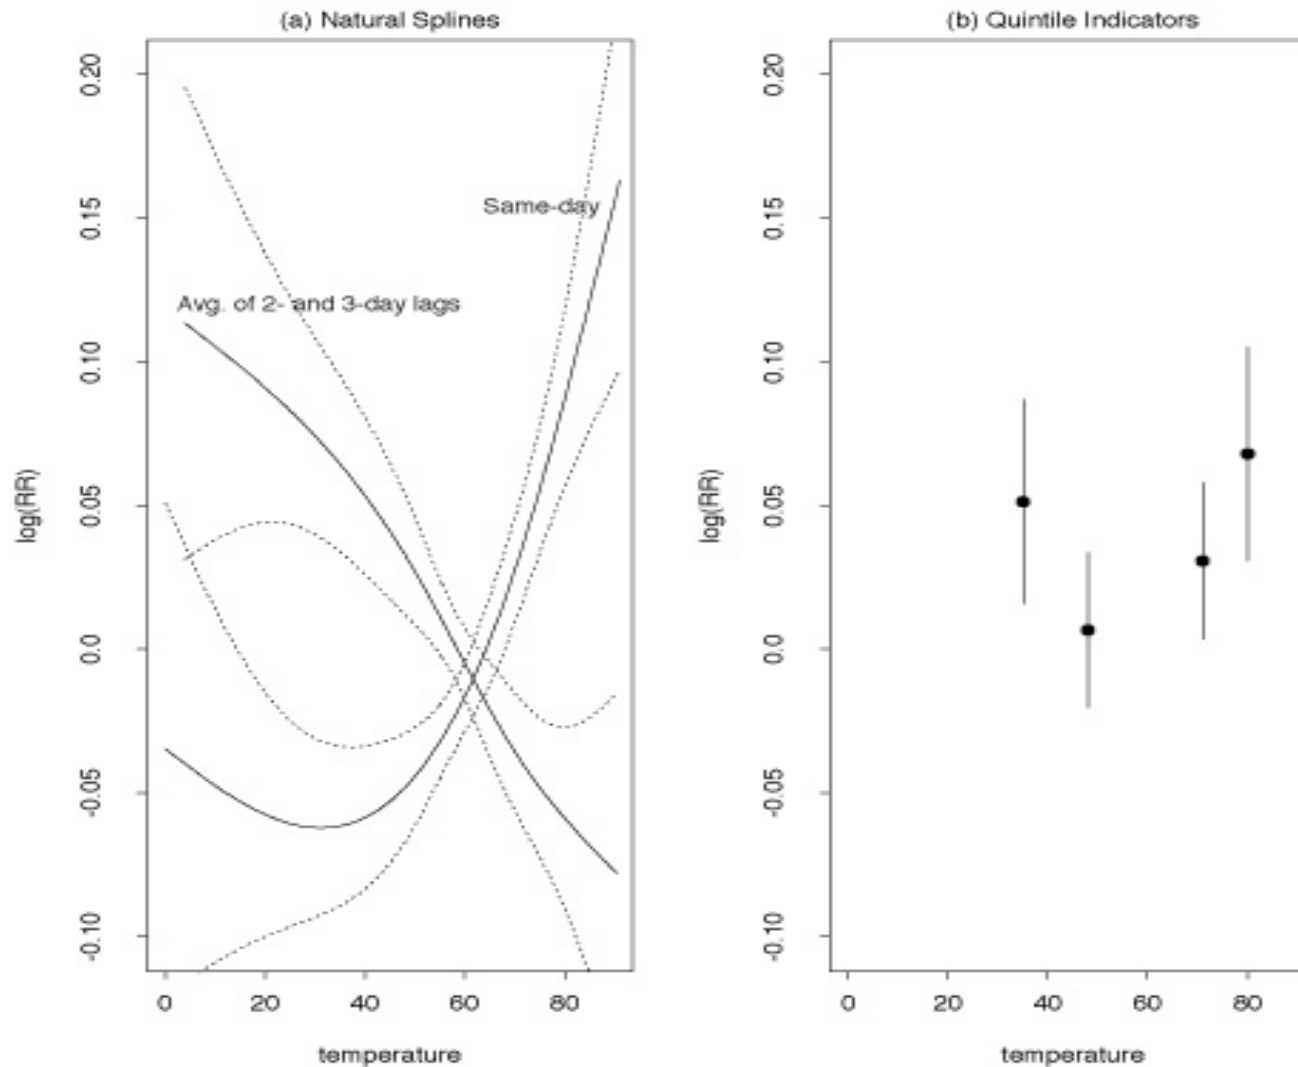 (a) Natural Splines
0.20
0.15
0.10
0.05
0.0
-0.05
-0.10
log(RR)
Same-day
Avg. of 2- and 3-day lags
0 20 40 60 80
temperature
(b) Quintile Indicators
0.20
0.15
0.10
0.05
0.0
-0.05
-0.10
log(RR)
0 20 40 60 80
temperature